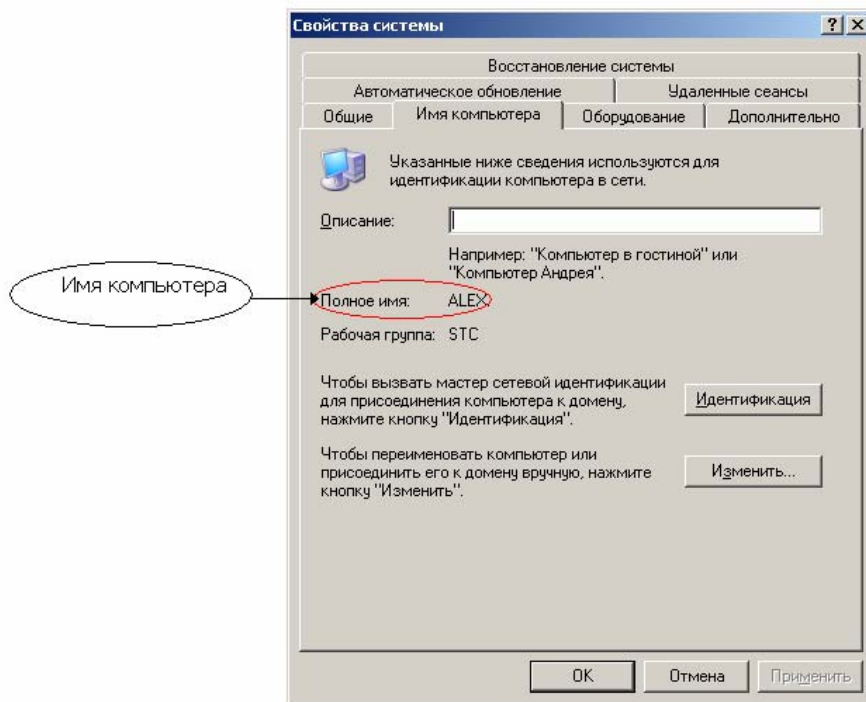 Свойства системы
Восстановление системы
Автоматическое обновление
Удаленные сеансы
Общие
Имя компьютера
Оборудование
Дополнительно
Указанные ниже сведения используются для
идентификации компьютера в сети.
Описание:
Например: "Компьютер в гостиной" или
"Компьютер Андрея".
Имя компьютера
Полное имя: ALEX.
Рабочая группа: STC
Чтобы вызвать мастер сетевой идентификации
для присоединения компьютера к домену,
нажмите кнопку "Идентификация".
Идентификация
Чтобы переименовать компьютер или
присоединить его к домену вручную, нажмите
кнопку "Изменить".
Изменить...
OK
Отмена
Применить